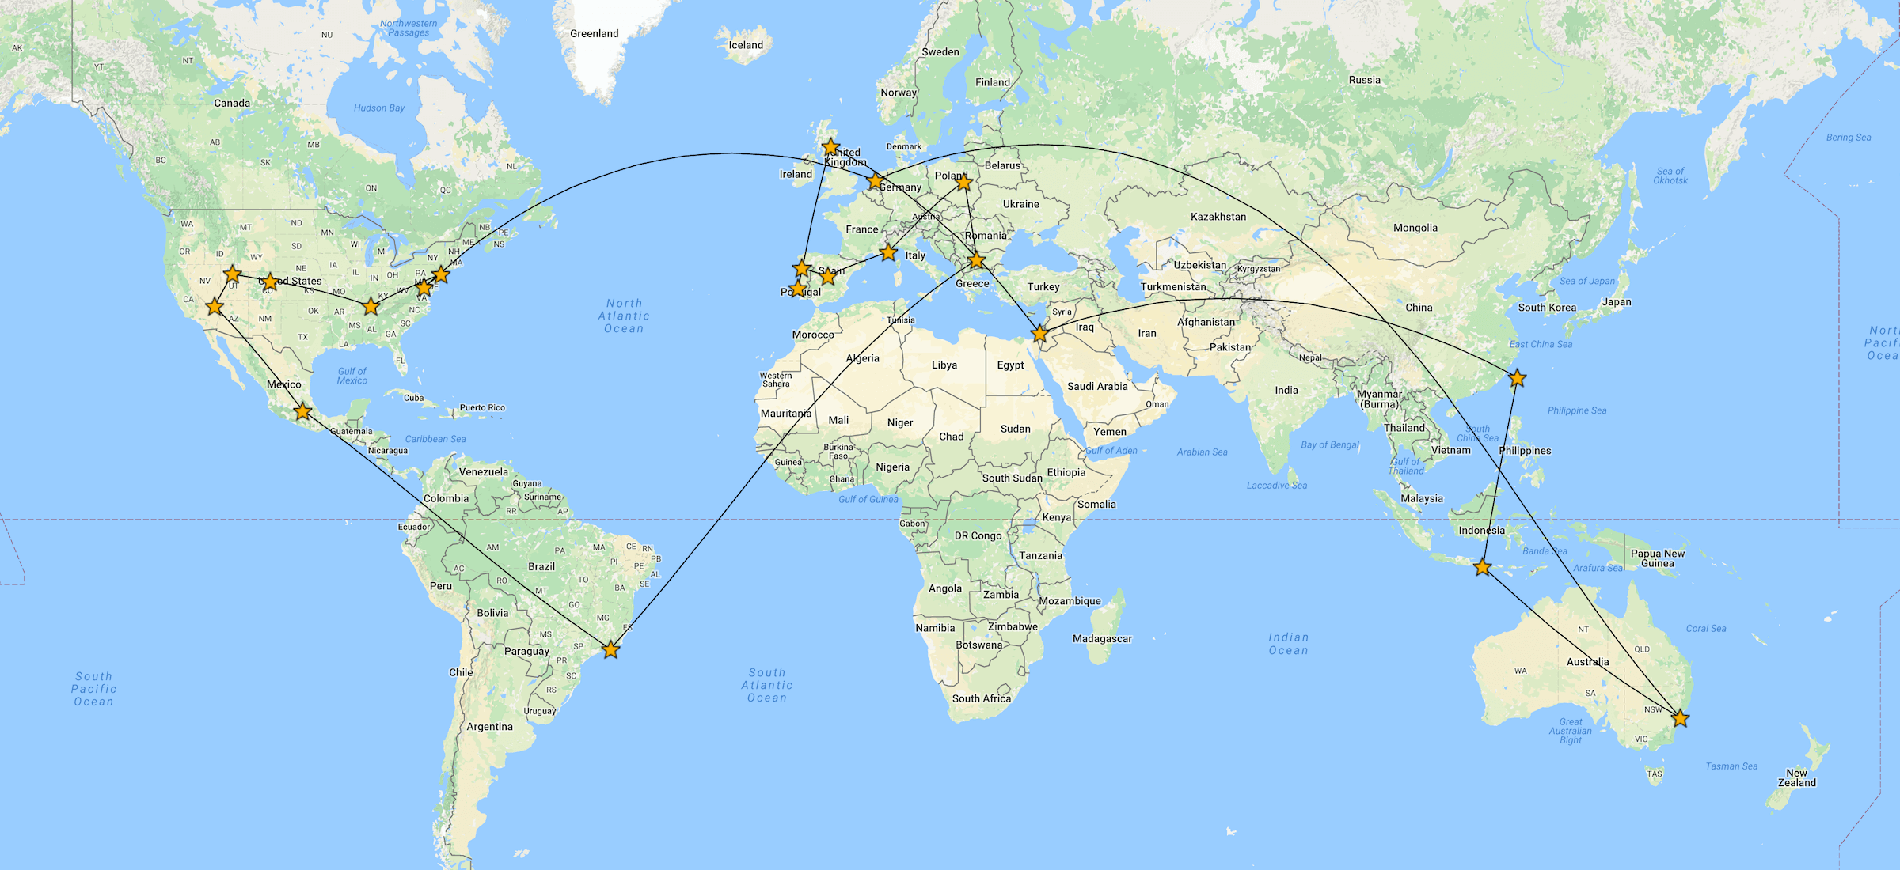 Greenland
Iceland
Northwestern
Passages
NU
AK
YT
NT
Sweden
Finland
Norway
Russia
Canada
Hudson Bay
Bering Sea
BC
AB
SK
MB
ON
QC
Denmark
United
Kingdom
Ireland
Belarus
Poland
Germany
Sea of
Okhotsk
Ukraine
Kazakhstan
Mongolia
Austria
France
Romania
Italy
NB
PE
NS
WA
MT
ND
MN
OR
ID
WY
SD
WI
MI
NY
NH
MA
NV
NE
IA
IL
IN
OH
PA
United States
CA
AZ
NM
OK
AR
TX
MS
AL
GA
SC
NC
VA
LA
FL
Spain
Portugal
Greece
Turkey
Uzbekistan
Kyrgyzstan
Turkmenistan
Sea of Japan
Japan
South Korea
China
East China Sea
North
Atlantic
Ocean
Tunisia
Morocco
Syria
Iraq
Iran
Afghanistan
Pakistan
Nepal
Algeria
Libya
Egypt
Western
Sahara
Saudi Arabia
Oman
India
Myanmar
(Burma)
Gulf of
Mexico
Mexico
Cuba
Puerto Rico
Philippine Sea
Mauritania
Mali
Niger
Chad
Sudan
Yemen
Gulf of Aden
Arabian Sea
Bay of Bengal
Thailand
South
China Sea
Vietnam
Philippines
Guatemala
Caribbean Sea
Nicaragua
Burkina
Faso
Guinea
Ghana
Nigeria
Ethiopia
South Sudan
Gulf of
Thailand
Laccadive Sea
Venezuela
Guyana
Suriname
Colombia
RR
AP
Gulf of Guinea
Somalia
Malaysia
Ecuador
Gabon
Kenya
Indonesia
DR Congo
Tanzania
Banda Sea
Arafura Sea
Papua New
Guinea
AM
PA
MA
CE
RN
PB
PE
AL
SE
PI
AC
RO
TO
BA
Brazil
Peru
Angola
Zambia
Mozambique
MT
GO
MG
ES
Bolivia
Namibia
Zimbabwe
Botswana
Madagascar
Indian
Ocean
Coral Sea
NT
QLD
MS
SP
Paraguay
PR
SC
Chile
RS
Uruguay
Argentina
South
Pacific
Ocean
South
Atlantic
Ocean
South Africa
Australia
WA
SA
NSW
VIC
TAS
Great
Australian
Bight
Tasman Sea
New
Zealand